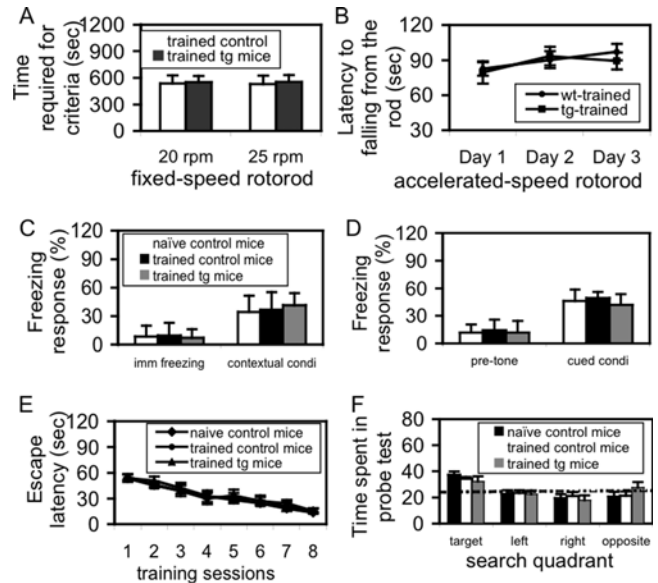 A
Time
required for
criteria (sec)
1200
900
600
300
0
trained control
trained tg mice
20 rpm
25 rpm
fixed-speed rotorod
B
Latency to
falling from the
rod (sec)
120
90
60
30
wt-trained
tg-trained
Day 1
Day 2
Day 3
accelerated-speed rotorod
C
Freezing
response (%)
120
90
60
30
0
naïve control mice
trained control mice
trained tg mice
imm freezing
contextual condi
D
Freezing
response (%)
120
90
60
30
0
pre-tone
cued condi
E
Escape
latency (sec)
120
90
60
30
0
naive control mice
trained control mice
trained tg mice
1 2 3 4 5 6 7 8
training sessions
F
Time spent in
probe test
80
60
40
20
0
naïve control mice
trained control mice
trained tg mice
target
left
right
opposite
search quadrant